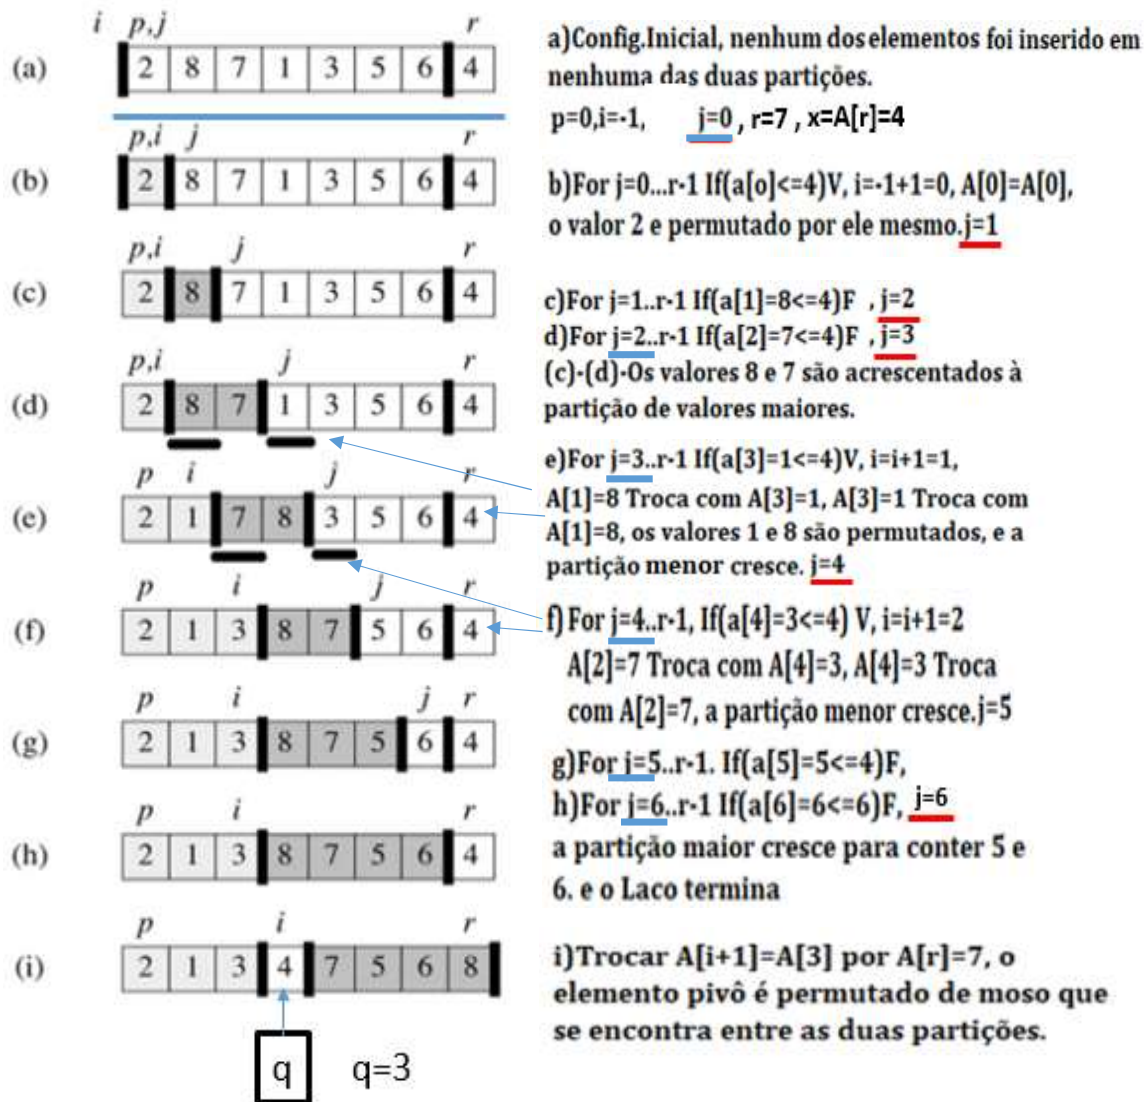 i p,j r
(a) 2 8 7 1 3 5 6 4
p,i j r
(b) 2 8 7 1 3 5 6 4
p,i j r
(c) 2 8 7 1 3 5 6 4
p,i j r
(d) 2 8 7 1 3 5 6 4
p i j r
(e) 2 1 7 8 3 5 6 4
p i j r
(f) 2 1 3 8 7 5 6 4
p i j r
(g) 2 1 3 8 7 5 6 4
p i r
(h) 2 1 3 8 7 5 6 4
p i r
(i) 2 1 3 4 7 5 6 8
q q=3
a)Config.Inicial, nenhum dos elementos foi inserido em
nenhuma das duas partições.
p=0,i=-1, j=0 , r=7 , x=A[r]=4
b)For j=0...r-1 If(a[o]<=4)V, i=-1+1=0, A[0]=A[0],
o valor 2 e permutado por ele mesmo.j=1
c)For j=1..r-1 If(a[1]=8<=4)F , j=2
d)For j=2..r-1 If(a[2]=7<=4)F , j=3
(c)-(d)-Os valores 8 e 7 são acrescentados à
partição de valores maiores.
e)For j=3..r-1 If(a[3]=1<=4)V, i=i+1=1,
A[1]=8 Troca com A[3]=1, A[3]=1 Troca com
A[1]=8, os valores 1 e 8 são permutados, e a
partição menor cresce. j=4
f) For j=4..r-1, If(a[4]=3<=4) V, i=i+1=2
A[2]=7 Troca com A[4]=3, A[4]=3 Troca
com A[2]=7, a partição menor cresce.j=5
g)For j=5..r-1. If(a[5]=5<=4)F,
h)For j=6..r-1 If(a[6]=6<=6)F, j=6
a partição maior cresce para conter 5 e
6. e o Laco termina
i)Trocar A[i+1]=A[3] por A[r]=7, o
elemento pivô é permutado de moso que
se encontra entre as duas partições.